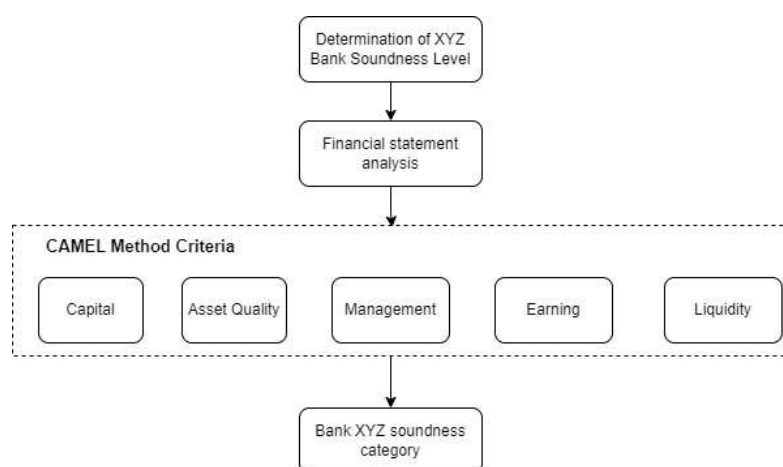 Determination of XYZ
Bank Soundness Level
Financial statement
analysis
CAMEL Method Criteria
Capital
Asset Quality
Management
Earning
Liquidity
Bank XYZ soundness
category